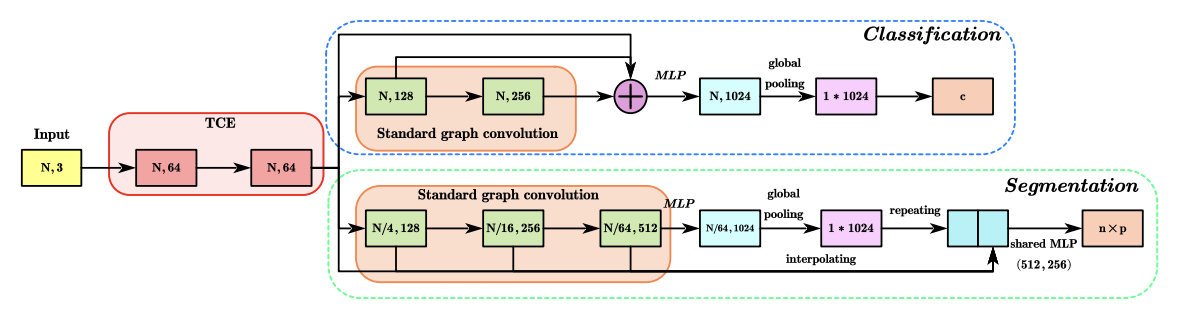 Classification
global
MLP
pooling
N, 128
N, 256
N, 1024
1 * 1024
c
Standard graph convolution
TCE
Input
N, 3
N, 64
N, 64
Segmentation
Standard graph convolution
global
MLP
pooling
repeating
N/4, 128
N/16, 256
N/64, 512
N/64, 1024
1 * 1024
n×p
shared MLP
interpolating
(512, 256)